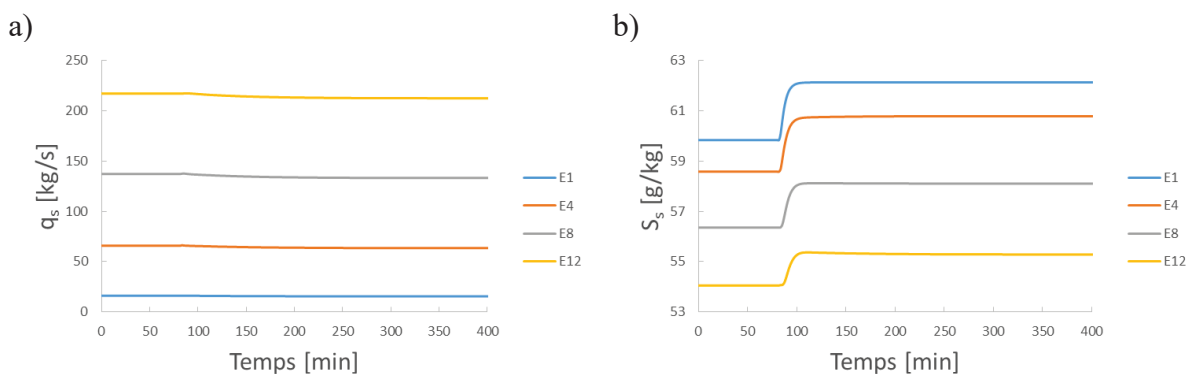 a)
250
200
150
100
50
0
qs [kg/s]
0 50 100 150 200 250 300 350 400
Temps [min]
E1
E4
E8
E12
b)
63
61
59
57
55
53
Ss [g/kg]
0 50 100 150 200 250 300 350 400
Temps [min]
E1
E4
E8
E12